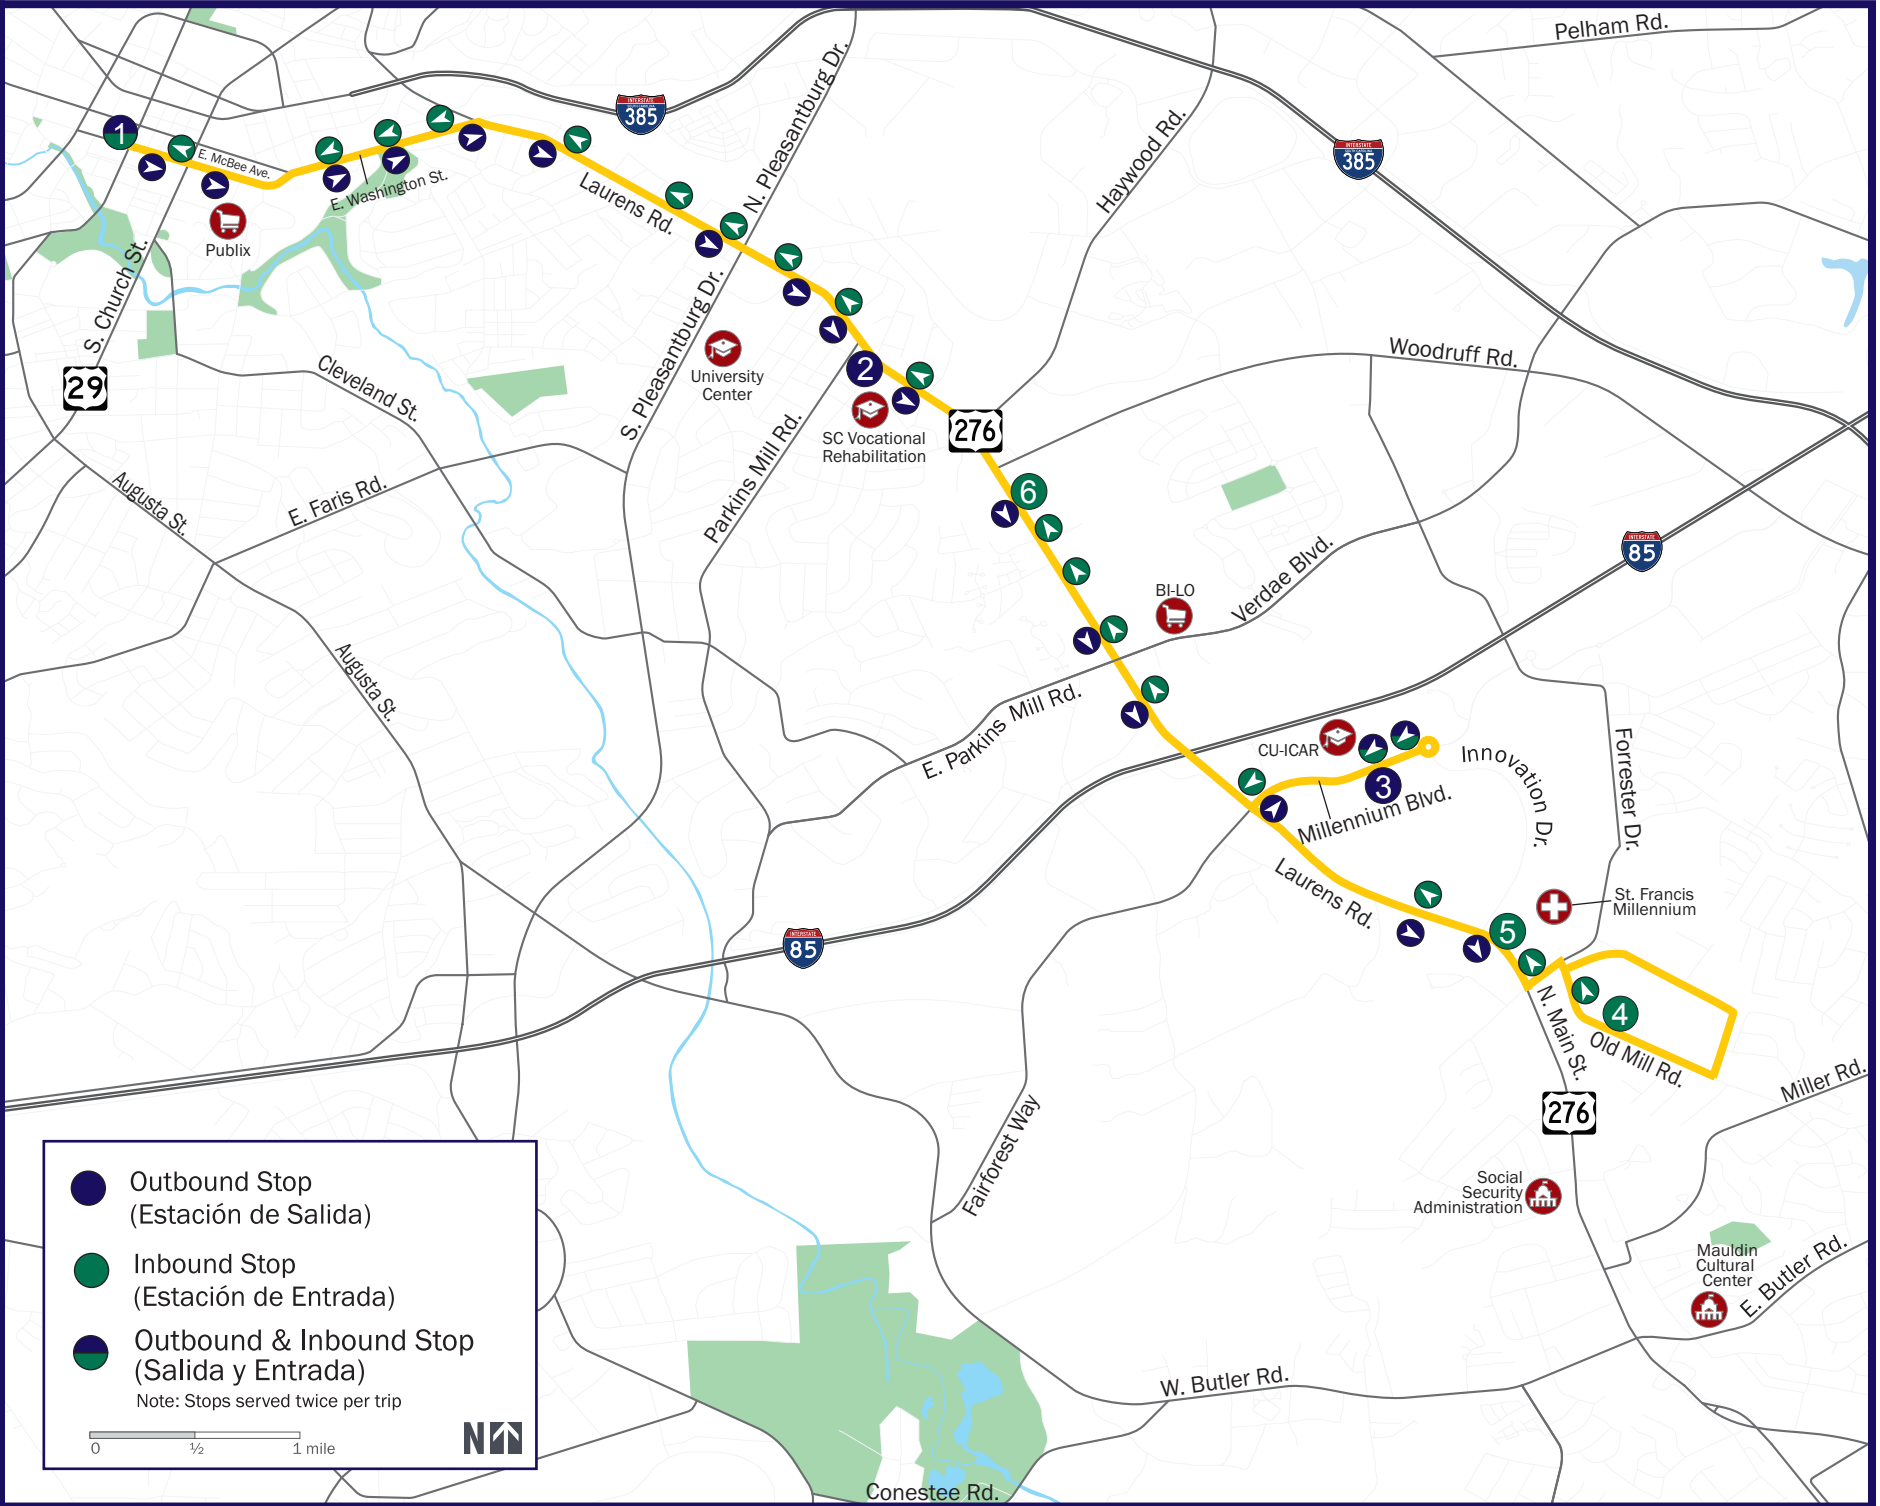 Pelham Rd.
INTERSTATE
385
N. Pleasantburg Dr.
Haywood Rd.
INTERSTATE
385
1
E. McBee Ave.
E. Washington St.
Laurens Rd.
Publix
S. Church St.
29
Cleveland St.
S. Pleasantburg Dr.
University
Center
2
SC Vocational
Rehabilitation
Parkins Mill Rd.
276
Woodruff Rd.
Augusta St.
E. Faris Rd.
6
BI-LO
Verdae Blvd.
INTERSTATE
85
Augusta St.
E. Parkins Mill Rd.
CU-ICAR
3
Millennium Blvd.
Innovation Dr.
Forrester Dr.
Laurens Rd.
St. Francis
Millennium
INTERSTATE
85
5
4
N. Main St.
Old Mill Rd.
276
Miller Rd.
Fairforest Way
Social
Security
Administration
Mauldin
Cultural
Center
E. Butler Rd.
W. Butler Rd.
Conestee Rd.
Outbound Stop
(Estación de Salida)
Inbound Stop
(Estación de Entrada)
Outbound & Inbound Stop
(Salida y Entrada)
Note: Stops served twice per trip
0 ½ 1 mile
N